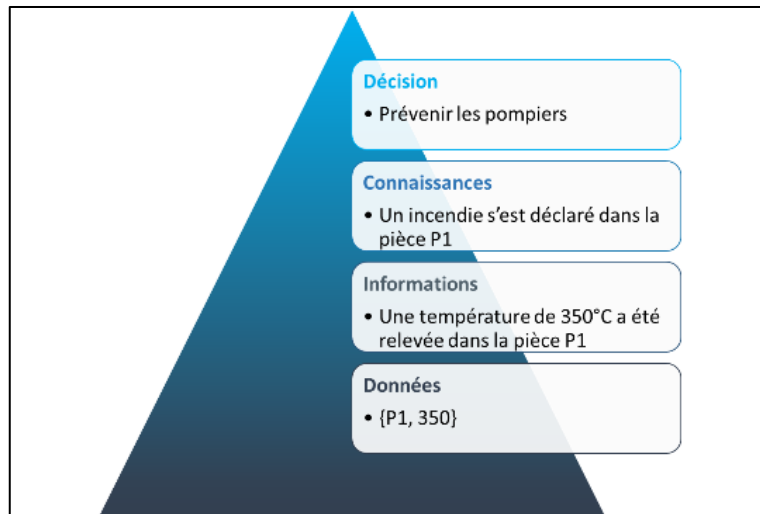 Décision
• Prévenir les pompiers
Connaissances
• Un incendie s'est déclaré dans la
pièce P1
Informations
• Une température de 350°C a été
relevée dans la pièce P1
Données
• {P1, 350}